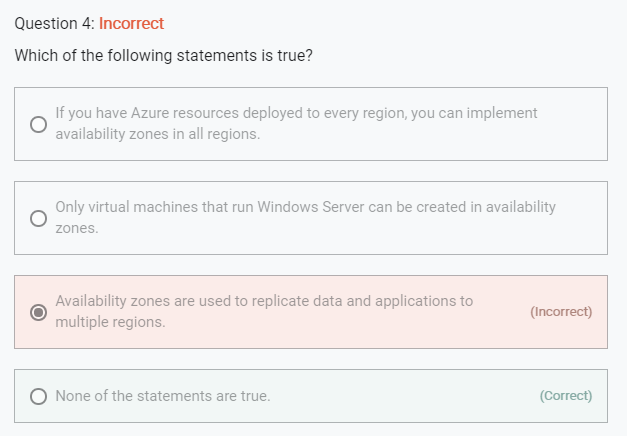 Question 4: Incorrect
Which of the following statements is true?
If you have Azure resources deployed to every region, you can implement
availability zones in all regions.
Only virtual machines that run Windows Server can be created in availability
zones.
Availability zones are used to replicate data and applications to
multiple regions.
(Incorrect)
None of the statements are true.
(Correct)